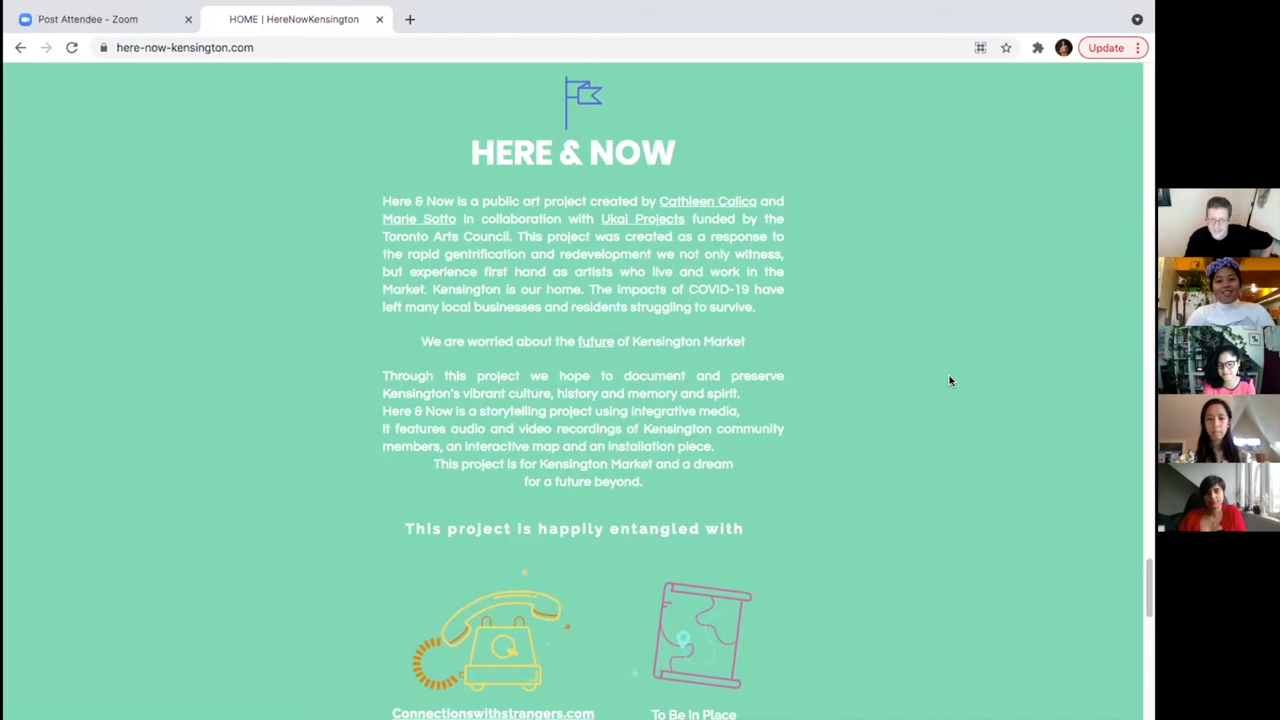 Post Attendee - Zoom
HOME | HereNowKensington
here-now-kensington.com
Update
HERE & NOW
Here & Now is a public art project created by Cathleen Calica and
Marie Sotto in collaboration with Ukai Projects funded by the
Toronto Arts Council. This project was created as a response to
the rapid gentrification and redevelopment we not only witness,
but experience first hand as artists who live and work in the
Market. Kensington is our home. The Impacts of COVID-19 have
left many local businesses and residents struggling to survive.
We are worried about the future of Kensington Market
Through this project we hope to document and preserve
Kensington's vibrant culture, history and memory and spirit.
Here & Now is a storytelling project using integrative media,
It features audio and video recordings of Kensington community
members, an interactive map and an installation piece.
This project is for Kensington Market and a dream
for a future beyond.
This project is happily entangled with
Connectionswithstrangers.com
To Be In Place